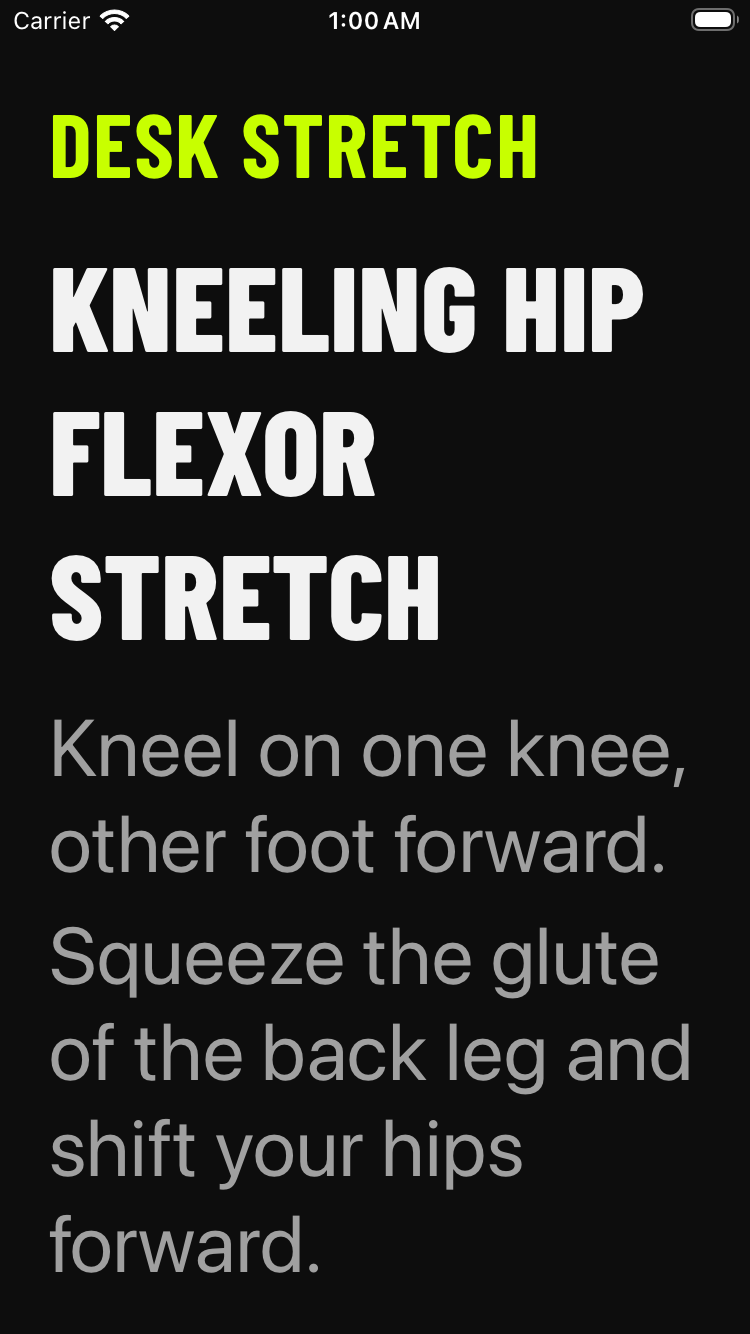 Carrier 1:00 AM
DESK STRETCH
KNEELING HIP
FLEXOR
STRETCH
Kneel on one knee,
other foot forward.
Squeeze the glute
of the back leg and
shift your hips
forward.